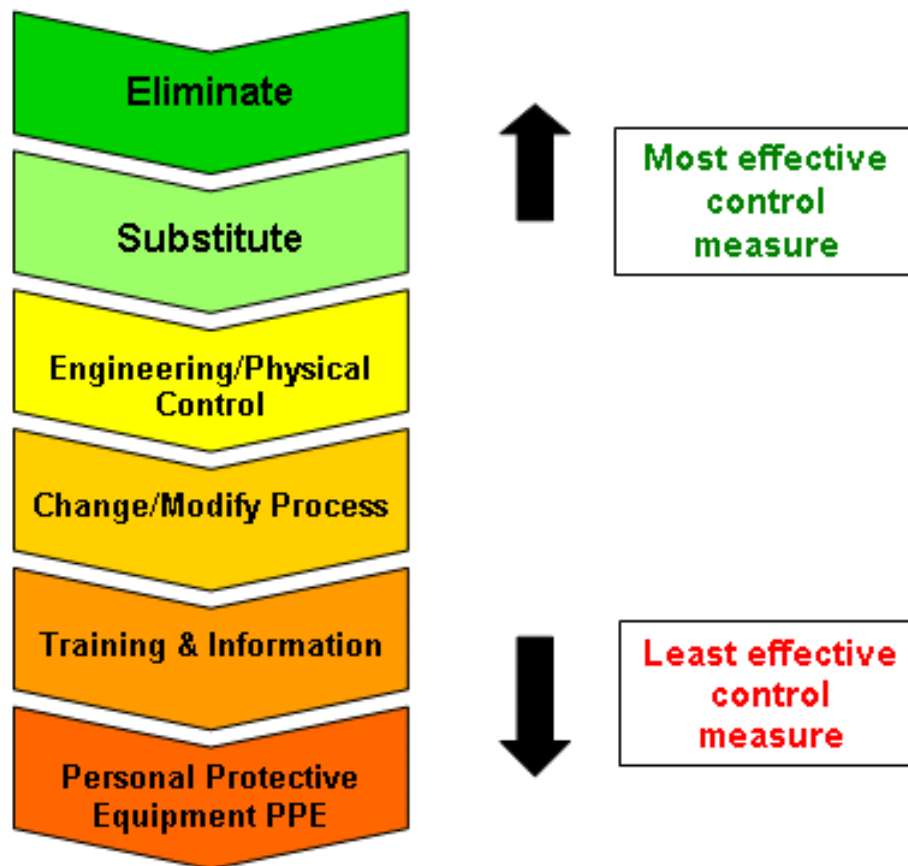 Eliminate
Most effective
control
measure
Substitute
Engineering/Physical
Control
Change/Modify Process
Training & Information
Least effective
control
measure
Personal Protective
Equipment PPE